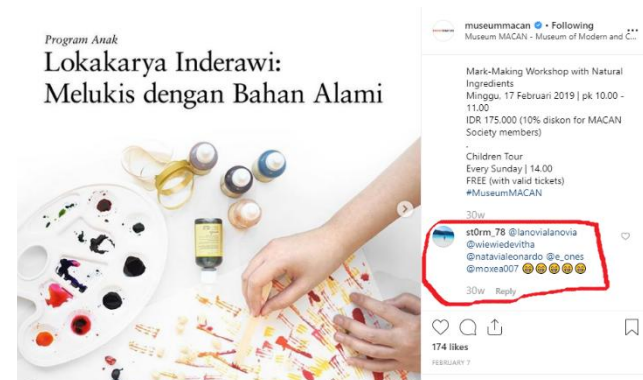 Program Anak
Lokakarya Inderawi:
Melukis dengan Bahan Alami
museummacan • Following
Museum MACAN - Museum of Modern and C...
Mark-Making Workshop with Natural
Ingredients
Minggu, 17 Februari 2019 | pk 10.00 -
11.00
IDR 175.000 (10% diskon for MACAN
Society members)
.
Children Tour
Every Sunday | 14.00
FREE (with valid tickets)
#MuseumMACAN
30w
st0rm_78 @lanovialanovia
@wiewiedevitha
@natavialeonardo @e_ones
@moxea007 😄😄😄😄😄
30w Reply
174 likes
FEBRUARY 7